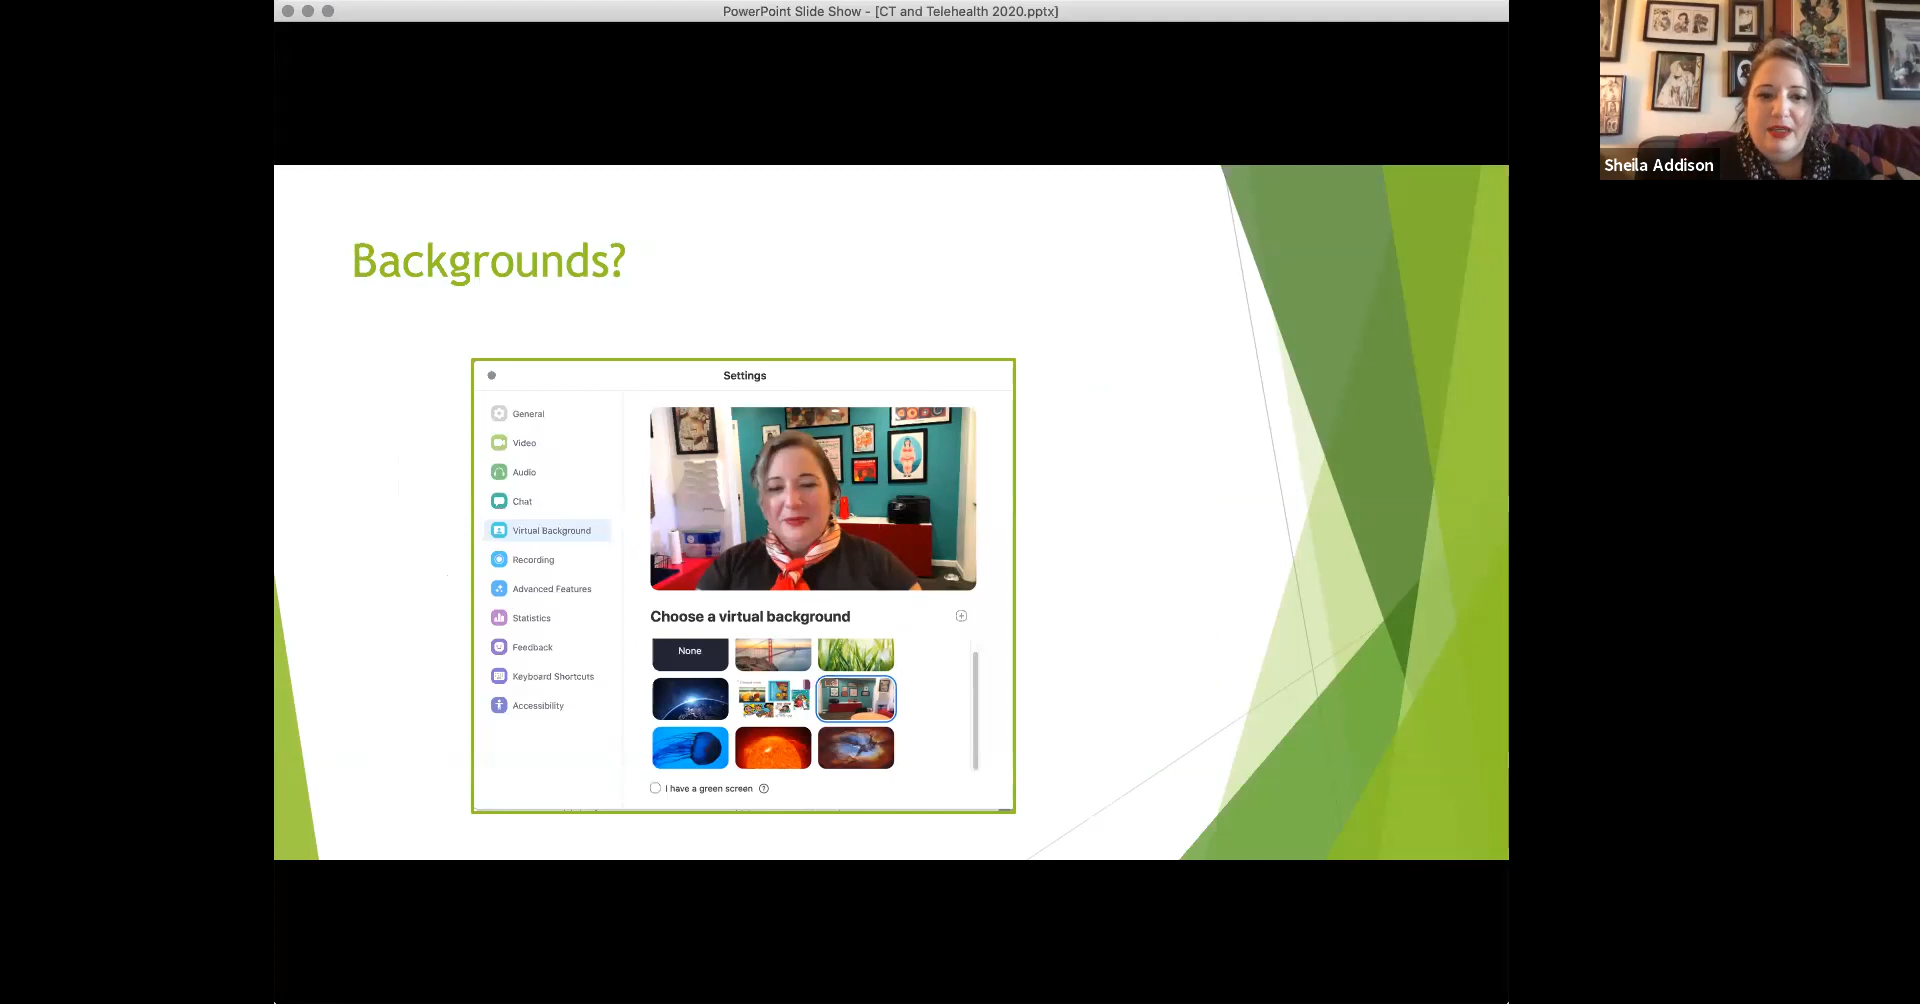 PowerPoint Slide Show - [CT and Telehealth 2020.pptx]
Sheila Addison
Backgrounds?
Settings
General
Video
Audio
Chat
Virtual Background
Recording
Advanced Features
Statistics
Feedback
Keyboard Shortcuts
Accessibility
Choose a virtual background
None
I have a green screen